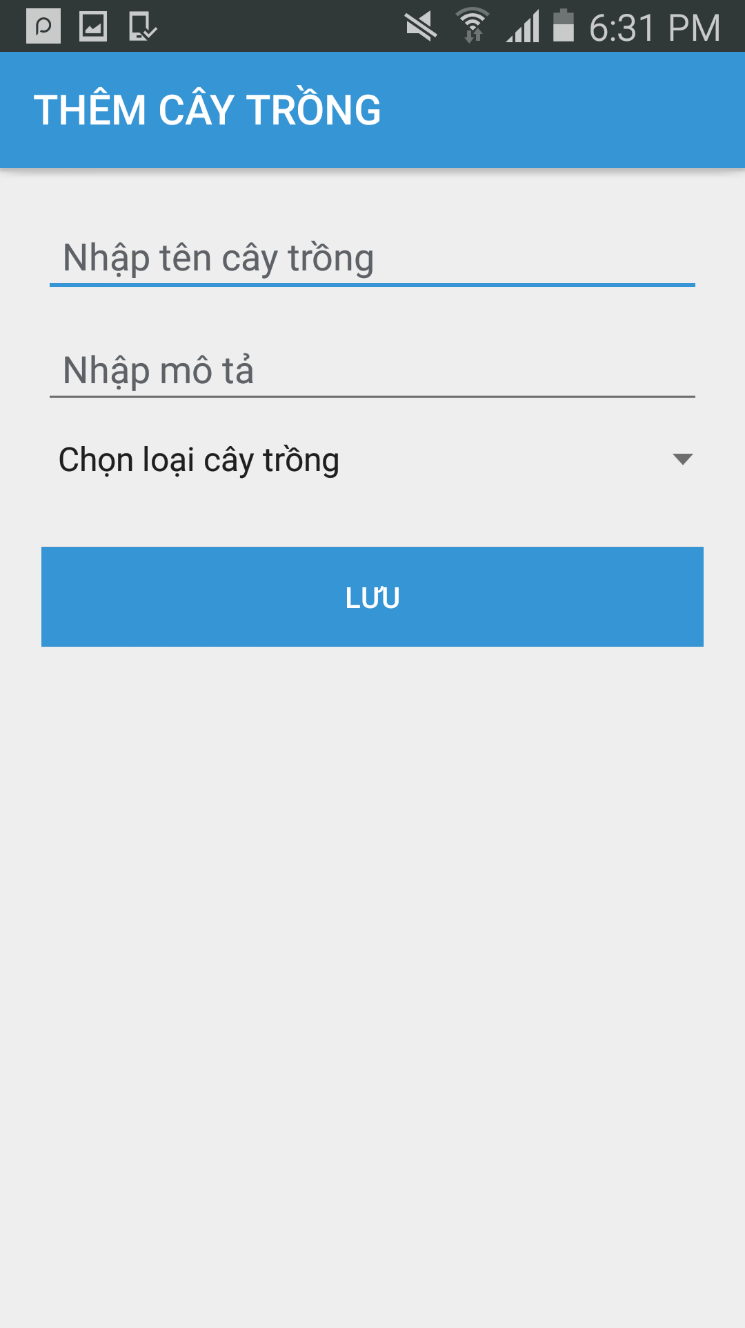 6:31 PM
THÊM CÂY TRỒNG
Nhập tên cây trồng
Nhập mô tả
Chọn loại cây trồng
LƯU